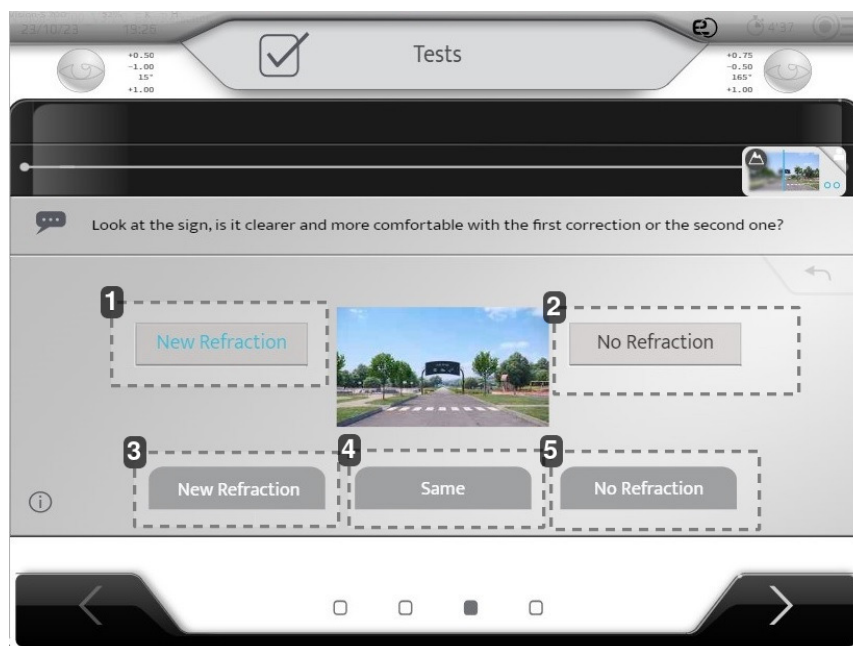 23/10/23 19:26
Tests
4'37
+0.50
-1.00
15°
+1.00
+0.75
-0.50
165°
+1.00
Look at the sign, is it clearer and more comfortable with the first correction or the second one?
1
New Refraction
2
No Refraction
3
New Refraction
4
Same
5
No Refraction